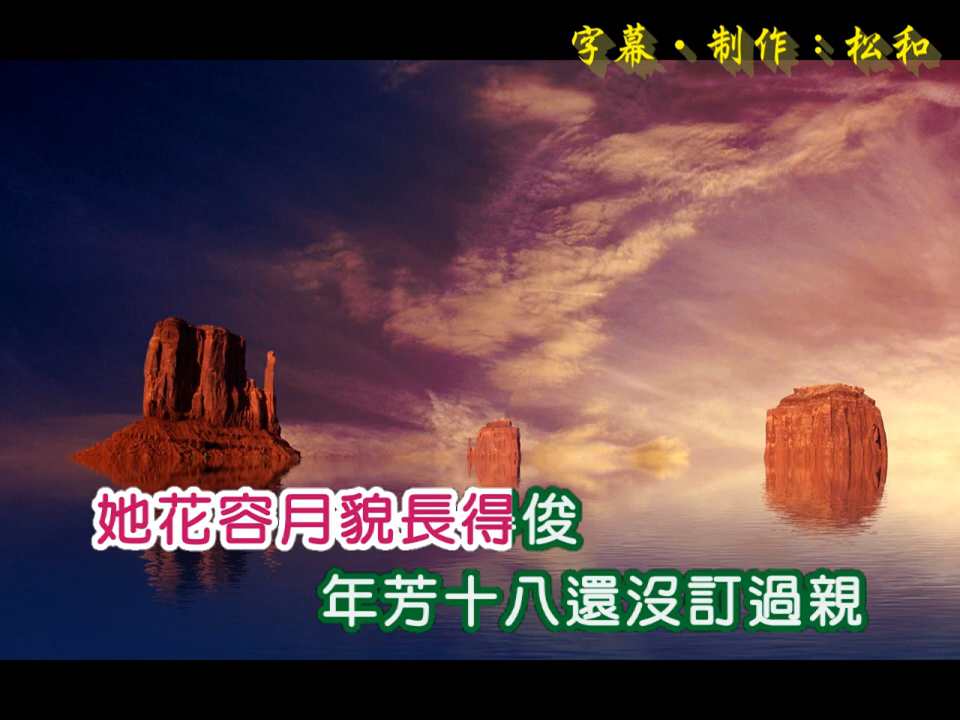 字幕·制作：松和
她花容月貌長得俊
年芳十八還沒訂過親